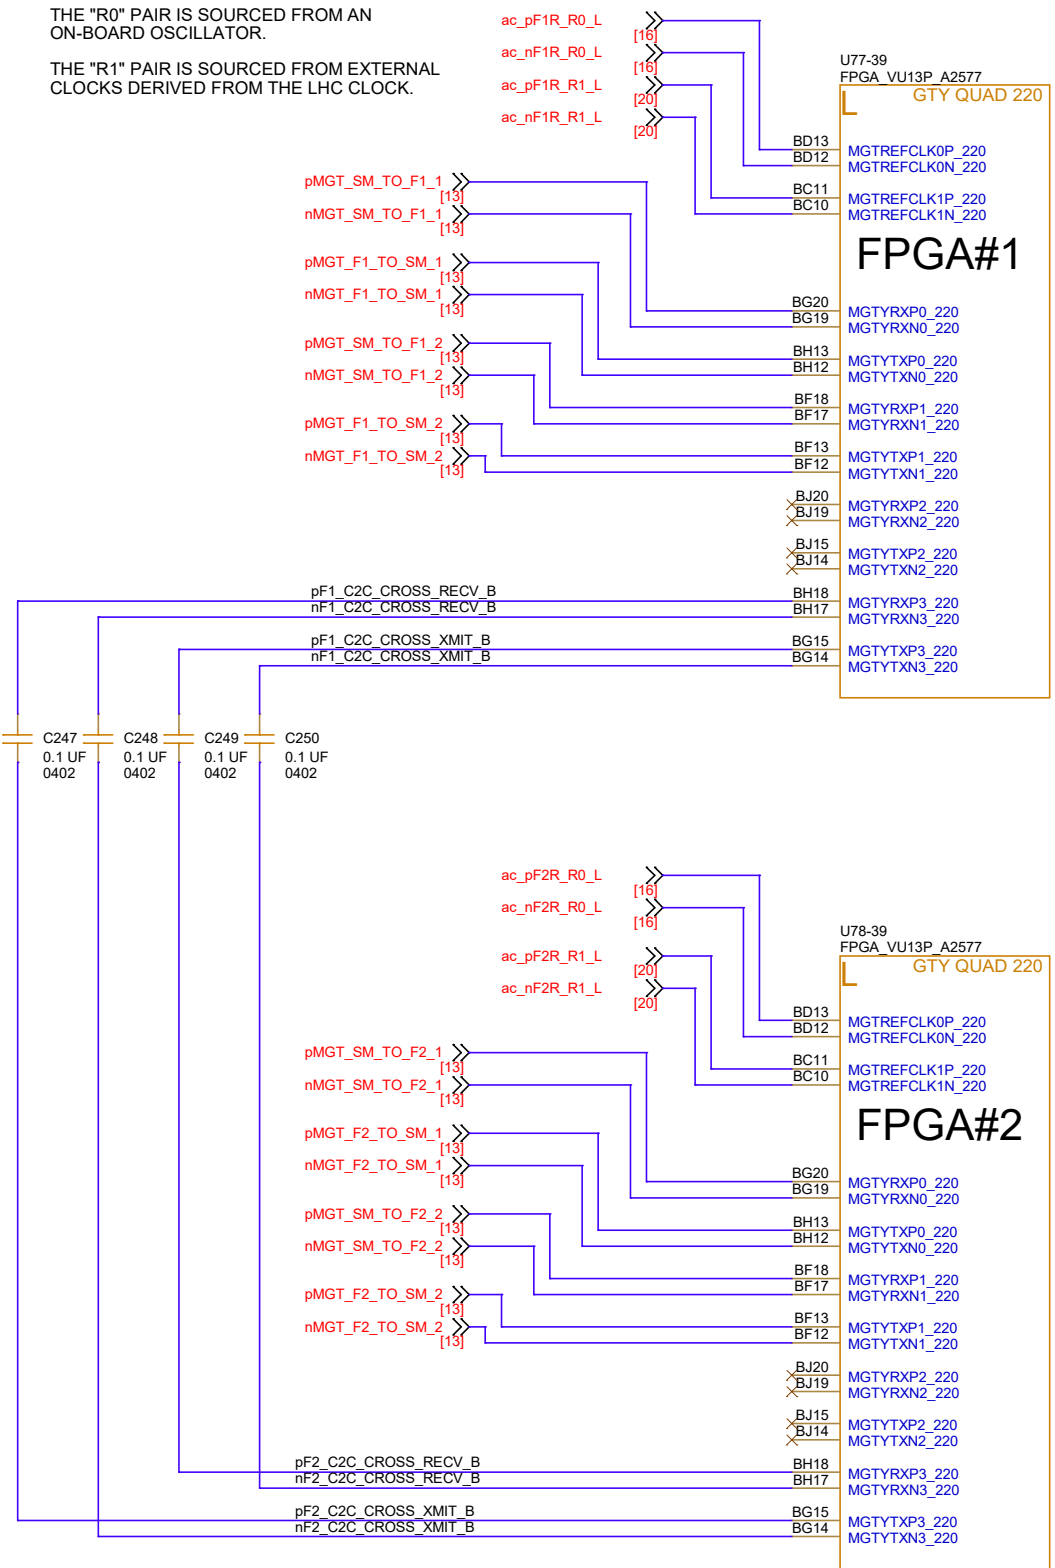 THE "R0" PAIR IS SOURCED FROM AN
ON-BOARD OSCILLATOR.
THE "R1" PAIR IS SOURCED FROM EXTERNAL
CLOCKS DERIVED FROM THE LHC CLOCK.
ac_pF1R_R0_L
[16]
ac_nF1R_R0_L
[16]
ac_pF1R_R1_L
[20]
ac_nF1R_R1_L
[20]
U77-39
FPGA_VU13P_A2577
L
GTY QUAD 220
BD13
MGTREFCLK0P_220
BD12
MGTREFCLK0N_220
BC11
MGTREFCLK1P_220
BC10
MGTREFCLK1N_220
FPGA#1
pMGT_SM_TO_F1_1
[13]
nMGT_SM_TO_F1_1
[13]
pMGT_F1_TO_SM_1
[13]
nMGT_F1_TO_SM_1
[13]
pMGT_SM_TO_F1_2
[13]
nMGT_SM_TO_F1_2
[13]
pMGT_F1_TO_SM_2
[13]
nMGT_F1_TO_SM_2
[13]
BG20
MGTYRXP0_220
BG19
MGTYRXN0_220
BH13
MGTYTXP0_220
BH12
MGTYTXN0_220
BF18
MGTYRXP1_220
BF17
MGTYRXN1_220
BF13
MGTYTXP1_220
BF12
MGTYTXN1_220
BJ20
MGTYRXP2_220
BJ19
MGTYRXN2_220
BJ15
MGTYTXP2_220
BJ14
MGTYTXN2_220
pF1_C2C_CROSS_RECV_B
BH18
MGTYRXP3_220
nF1_C2C_CROSS_RECV_B
BH17
MGTYRXN3_220
pF1_C2C_CROSS_XMIT_B
BG15
MGTYTXP3_220
nF1_C2C_CROSS_XMIT_B
BG14
MGTYTXN3_220
C247
0.1 UF
0402
C248
0.1 UF
0402
C249
0.1 UF
0402
C250
0.1 UF
0402
ac_pF2R_R0_L
[16]
ac_nF2R_R0_L
[16]
ac_pF2R_R1_L
[20]
ac_nF2R_R1_L
[20]
U78-39
FPGA_VU13P_A2577
L
GTY QUAD 220
BD13
MGTREFCLK0P_220
BD12
MGTREFCLK0N_220
BC11
MGTREFCLK1P_220
BC10
MGTREFCLK1N_220
FPGA#2
pMGT_SM_TO_F2_1
[13]
nMGT_SM_TO_F2_1
[13]
pMGT_F2_TO_SM_1
[13]
nMGT_F2_TO_SM_1
[13]
pMGT_SM_TO_F2_2
[13]
nMGT_SM_TO_F2_2
[13]
pMGT_F2_TO_SM_2
[13]
nMGT_F2_TO_SM_2
[13]
BG20
MGTYRXP0_220
BG19
MGTYRXN0_220
BH13
MGTYTXP0_220
BH12
MGTYTXN0_220
BF18
MGTYRXP1_220
BF17
MGTYRXN1_220
BF13
MGTYTXP1_220
BF12
MGTYTXN1_220
BJ20
MGTYRXP2_220
BJ19
MGTYRXN2_220
BJ15
MGTYTXP2_220
BJ14
MGTYTXN2_220
pF2_C2C_CROSS_RECV_B
BH18
MGTYRXP3_220
nF2_C2C_CROSS_RECV_B
BH17
MGTYRXN3_220
pF2_C2C_CROSS_XMIT_B
BG15
MGTYTXP3_220
nF2_C2C_CROSS_XMIT_B
BG14
MGTYTXN3_220